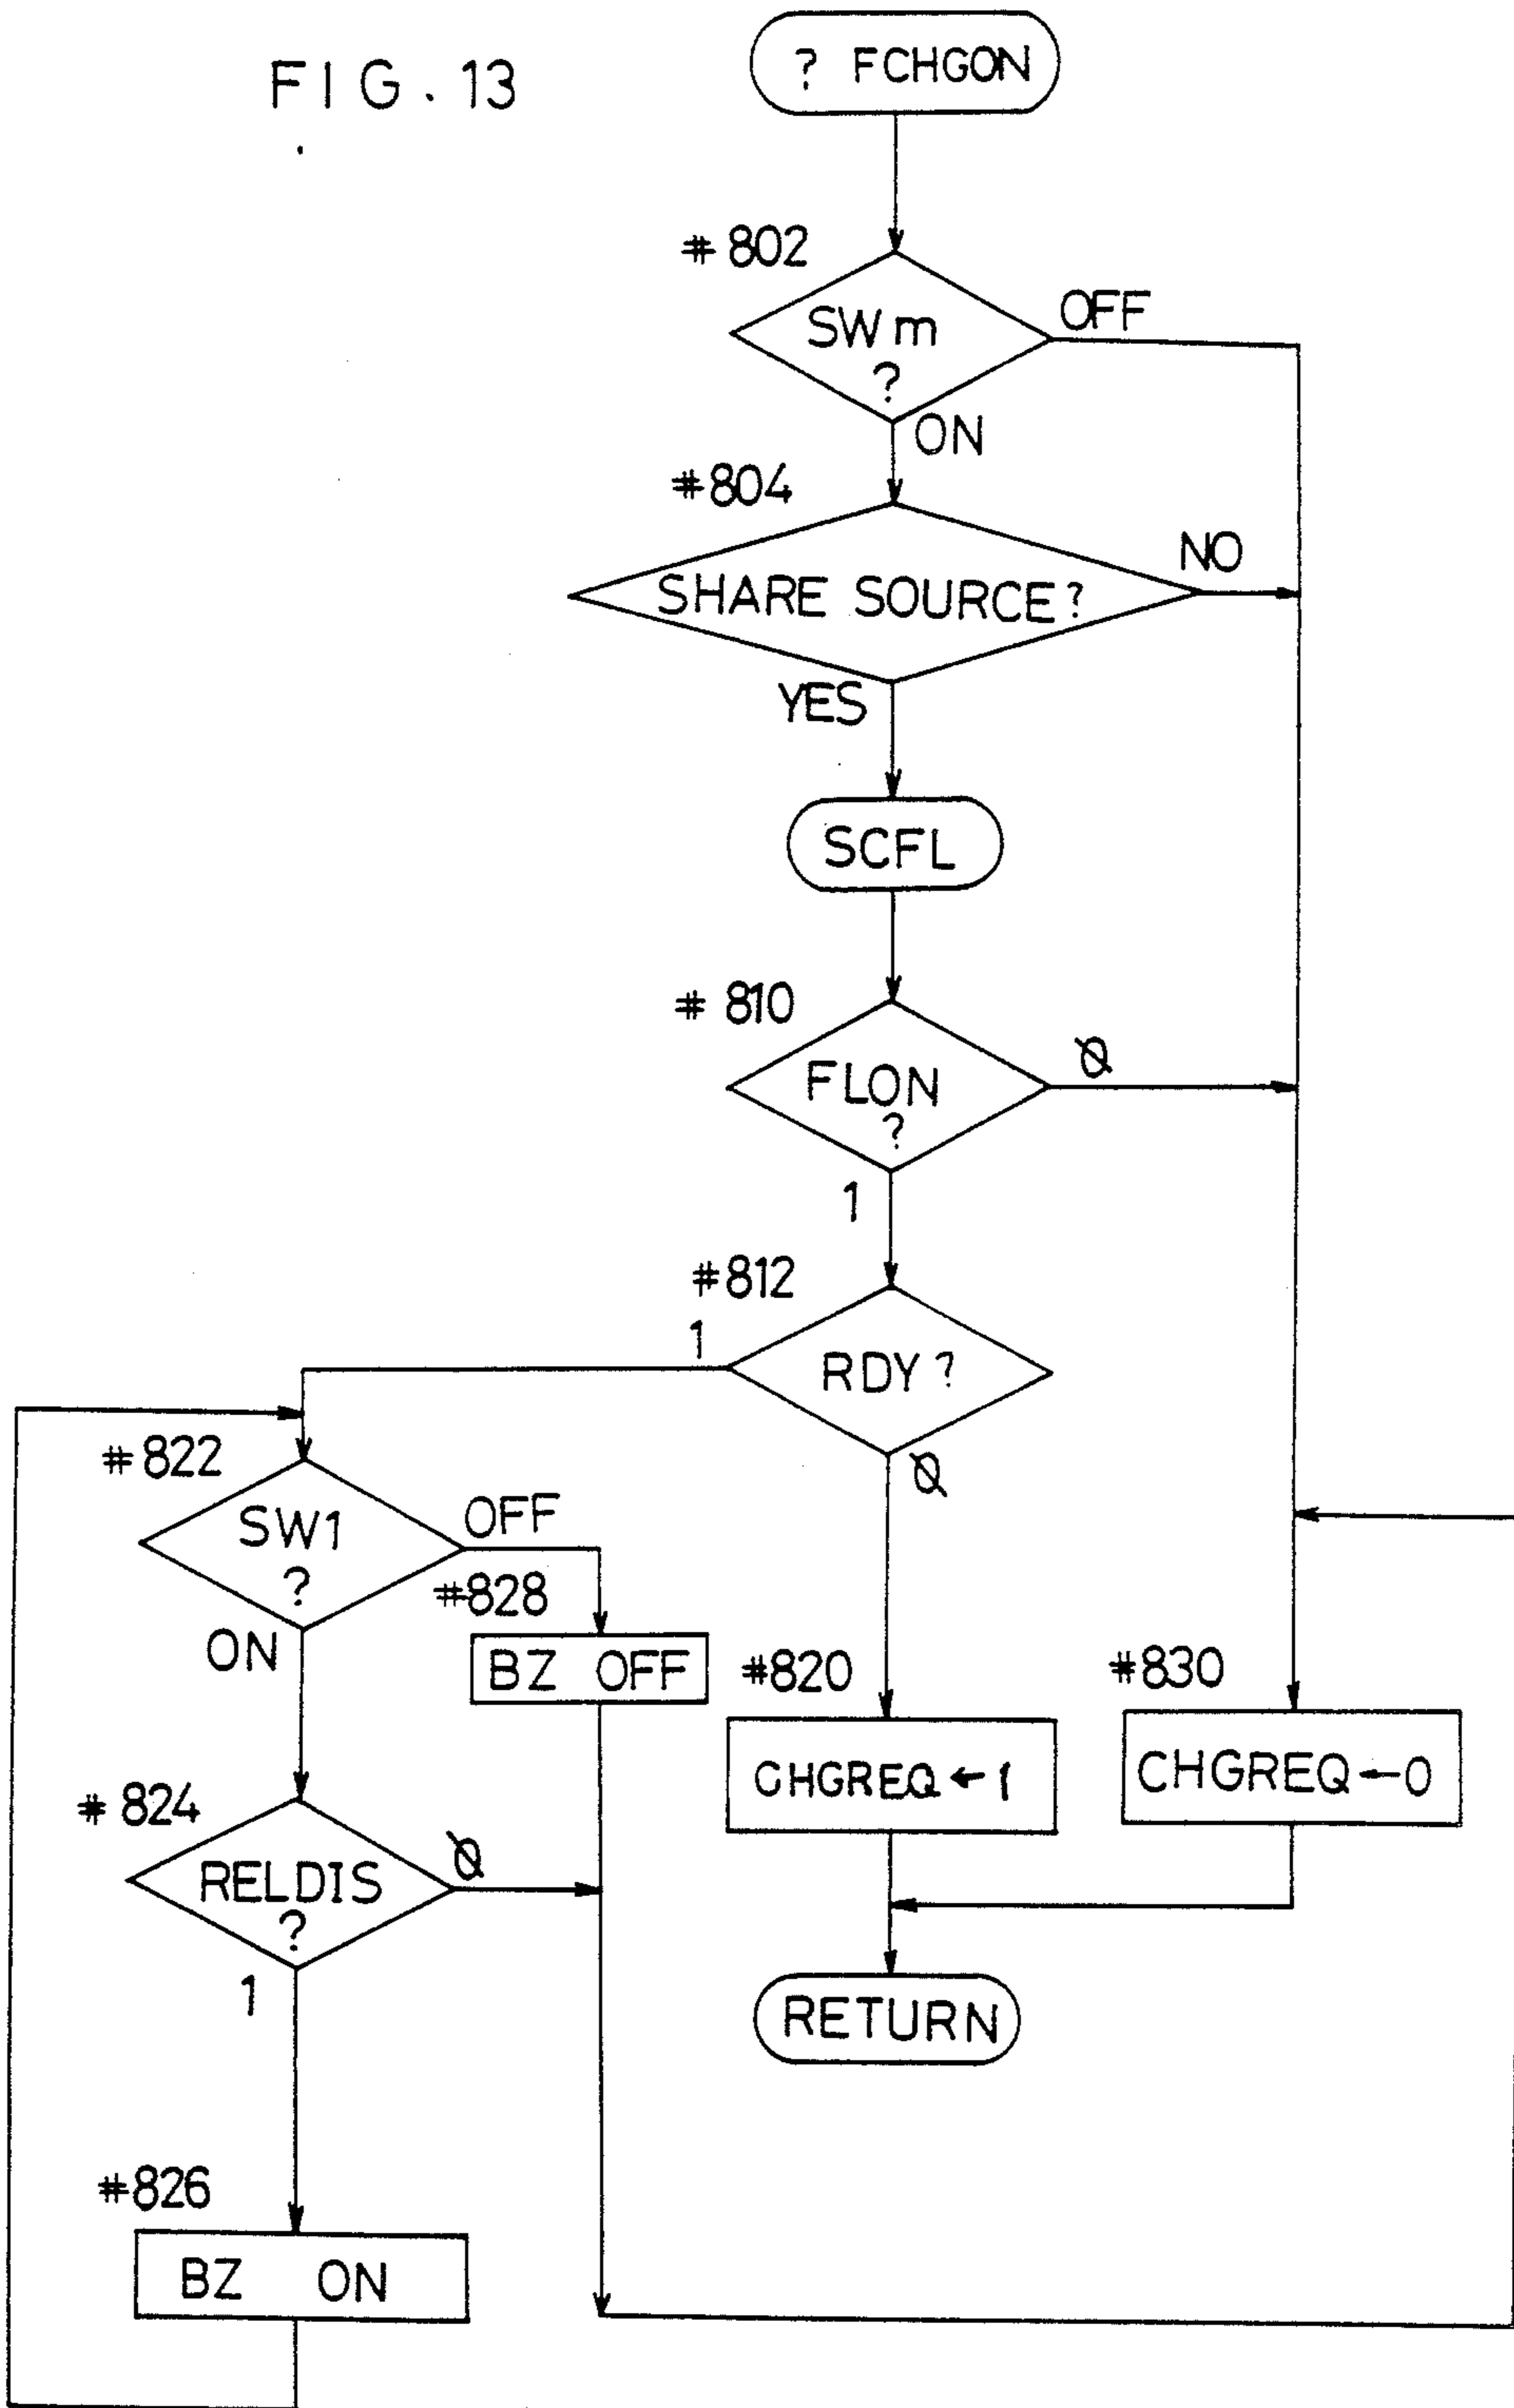 FIG. 13
? FCHGON
#802
SWm
?
OFF
ON
#804
SHARE SOURCE?
NO
YES
SCFL
#810
FLON
?
Ø
1
#812
RDY?
1
Ø
#822
SW1
?
OFF
ON
#828
BZ OFF
#820
CHGREQ←1
#830
CHGREQ←0
#824
RELDIS
?
Ø
1
RETURN
#826
BZ ON